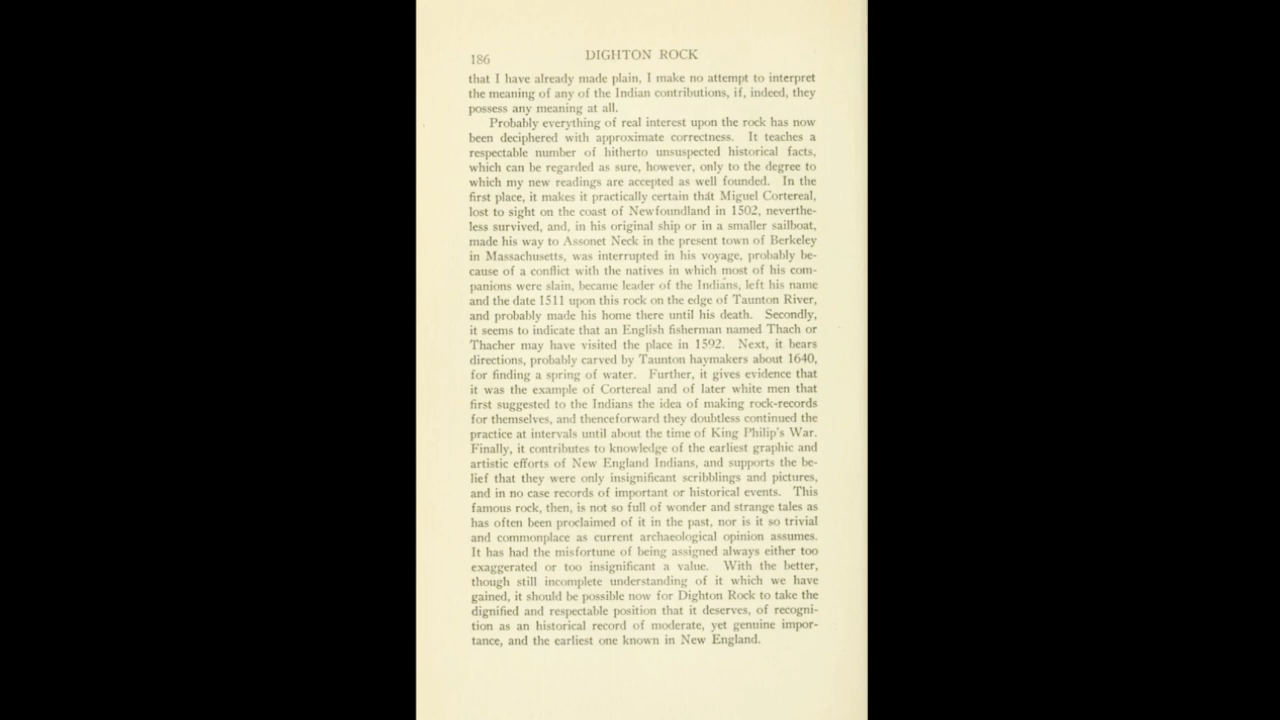 186
DIGHTON ROCK
that I have already made plain, I make no attempt to interpret
the meaning of any of the Indian contributions, if, indeed, they
possess any meaning at all.
Probably everything of real interest upon the rock has now
been deciphered with approximate correctness. It teaches a
respectable number of hitherto unsuspected historical facts,
which can be regarded as sure, however, only to the degree to
which my new readings are accepted as well founded. In the
first place, it makes it practically certain that Miguel Cortereal,
lost to sight on the coast of Newfoundland in 1502, neverthe-
less survived, and, in his original ship or in a smaller sailboat,
made his way to Assonet Neck in the present town of Berkeley
in Massachusetts, was interrupted in his voyage, probably be-
cause of a conflict with the natives in which most of his com-
panions were slain, became leader of the Indians, left his name
and the date 1511 upon this rock on the edge of Taunton River,
and probably made his home there until his death. Secondly,
it seems to indicate that an English fisherman named Thach or
Thacher may have visited the place in 1592. Next, it bears
directions, probably carved by Taunton haymakers about 1640,
for finding a spring of water. Further, it gives evidence that
it was the example of Cortereal and of later white men that
first suggested to the Indians the idea of making rock-records
for themselves, and thenceforward they doubtless continued the
practice at intervals until about the time of King Philip's War.
Finally, it contributes to knowledge of the earliest graphic and
artistic efforts of New England Indians, and supports the be-
lief that they were only insignificant scribblings and pictures,
and in no case records of important or historical events. This
famous rock, then, is not so full of wonder and strange tales as
has often been proclaimed of it in the past, nor is it so trivial
and commonplace as current archaeological opinion assumes.
It has had the misfortune of being assigned always either too
exaggerated or too insignificant a value. With the better,
though still incomplete understanding of it which we have
gained, it should be possible now for Dighton Rock to take the
dignified and respectable position that it deserves, of recogni-
tion as an historical record of moderate, yet genuine impor-
tance, and the earliest one known in New England.